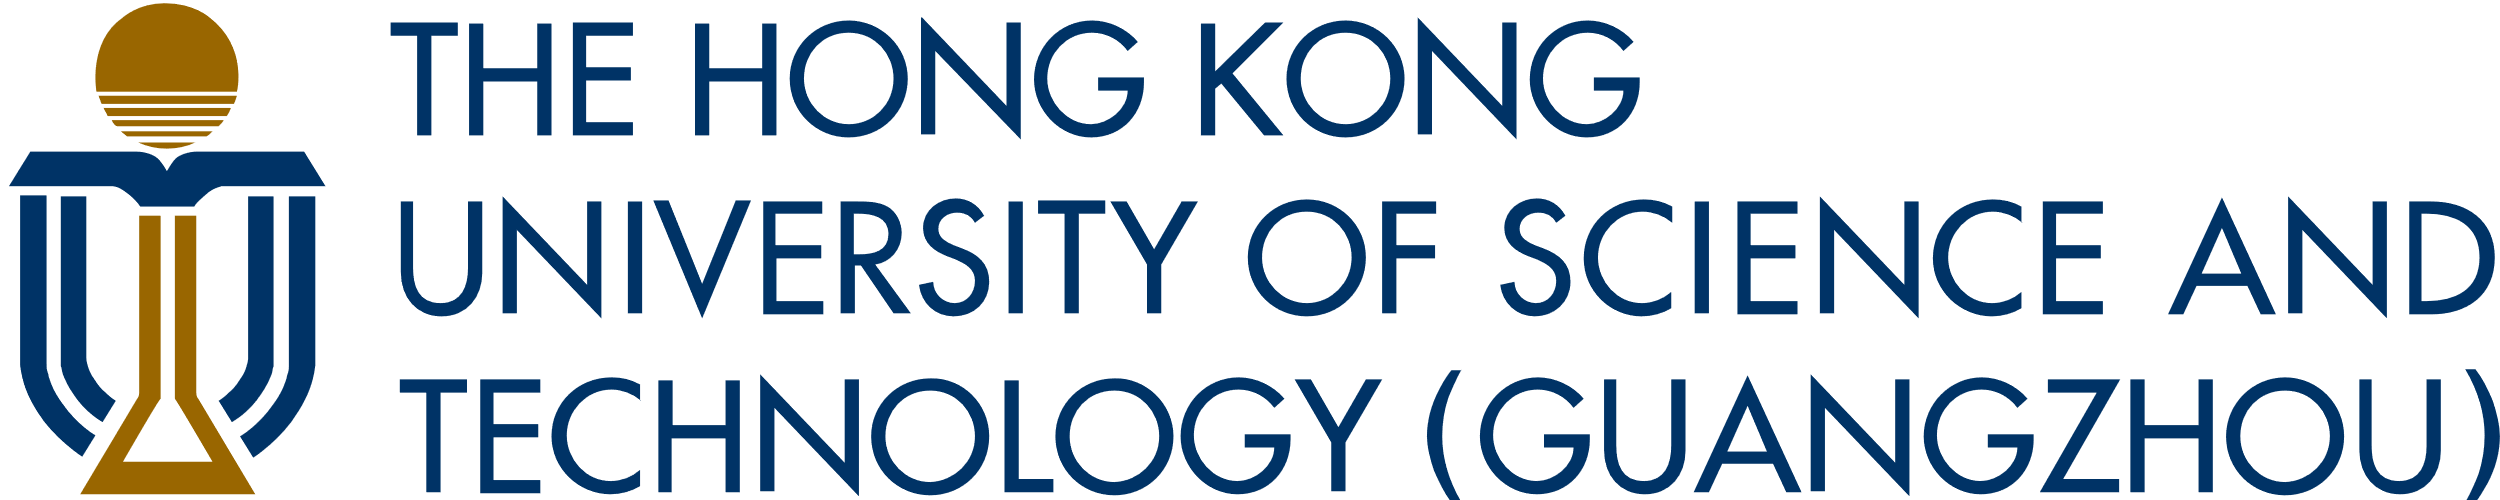 THE HONG KONG
UNIVERSITY OF SCIENCE AND
TECHNOLOGY (GUANGZHOU)